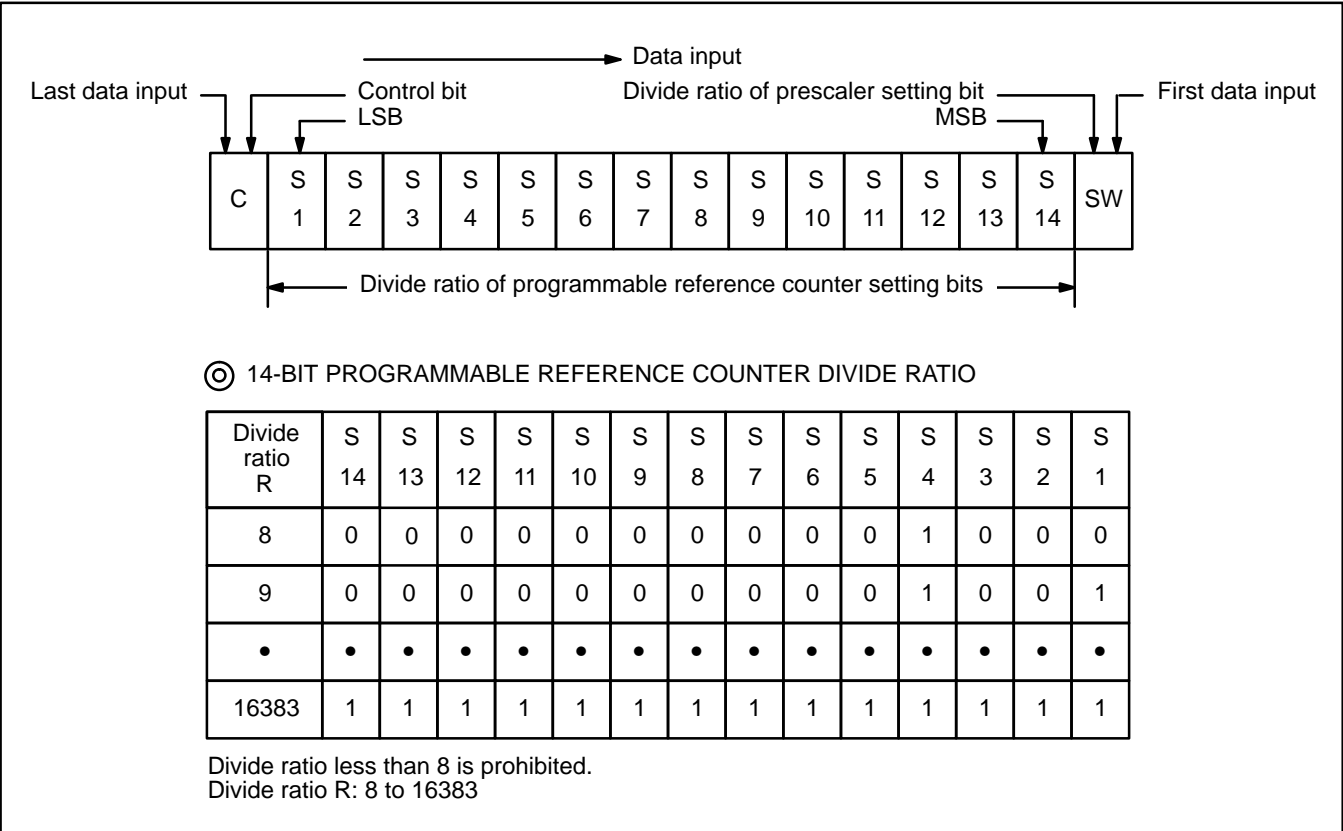 Data input
Last data input Control bit Divide ratio of prescaler setting bit First data input
LSB MSB
C S 1 S 2 S 3 S 4 S 5 S 6 S 7 S 8 S 9 S 10 S 11 S 12 S 13 S 14 SW
Divide ratio of programmable reference counter setting bits
14-BIT PROGRAMMABLE REFERENCE COUNTER DIVIDE RATIO
Divide ratio R S 14 S 13 S 12 S 11 S 10 S 9 S 8 S 7 S 6 S 5 S 4 S 3 S 2 S 1
8 0 0 0 0 0 0 0 0 0 0 1 0 0 0
9 0 0 0 0 0 0 0 0 0 0 1 0 0 1
• • • • • • • • • • • • • • •
16383 1 1 1 1 1 1 1 1 1 1 1 1 1 1
Divide ratio less than 8 is prohibited.
Divide ratio R: 8 to 16383